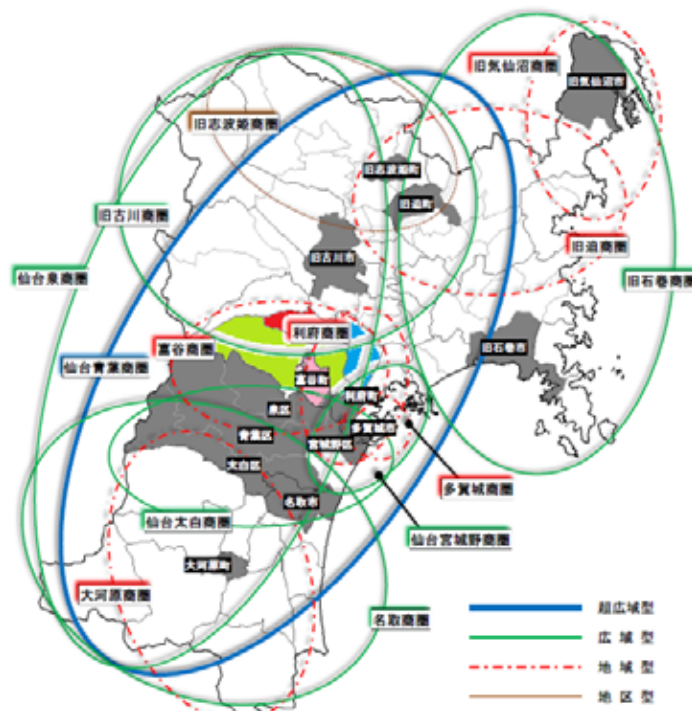 旧気仙沼商圏
旧気仙沼市
旧志波姫商圏
旧志波姫町
旧迫町
旧古川商圏
旧古川市
旧迫商圏
仙台泉商圏
旧石巻商圏
利府商圏
富谷商圏
旧石巻市
仙台青葉商圏
富谷町
利府町
泉区
多賀城市
青葉区
宮城野区
太白区
多賀城商圏
名取市
仙台太白商圏
仙台宮城野商圏
大河原町
大河原商圏
名取商圏
超広域型
広域型
地域型
地区型